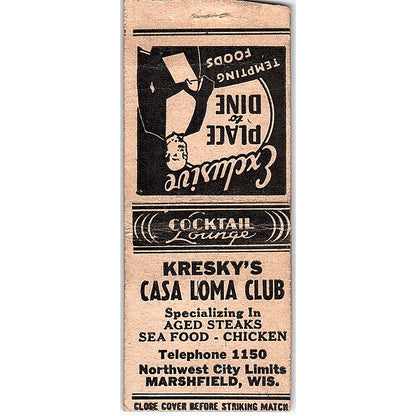 Exclusive
PLACE
to
DINE
TEMPTING
FOODS
COCKTAIL
Lounge
KRESKY'S
CASA LOMA CLUB
Specializing In
AGED STEAKS
SEA FOOD - CHICKEN
Telephone 1150
Northwest City Limits
MARSHFIELD, WIS.
CLOSE COVER BEFORE STRIKING MATCH